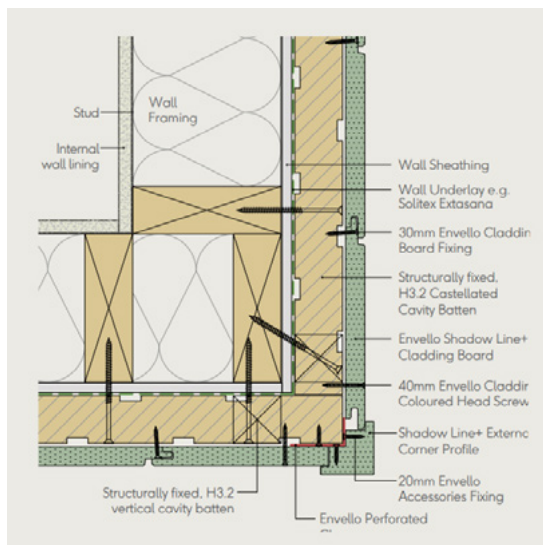 Stud
Internal
wall lining
Wall
Framing
Wall Sheathing
Wall Underlay e.g.
Solitex Extasana
30mm Envello Claddin
Board Fixing
Structurally fixed.
H3.2 Castellated
Cavity Batten
Envello Shadow Line+
Cladding Board
40mm Envello Claddir
Coloured Head Screw
Shadow Line+ Externa
Corner Profile
20mm Envello
Accessories Fixing
Structurally fixed. H3.2
vertical cavity batten
Envello Perforated